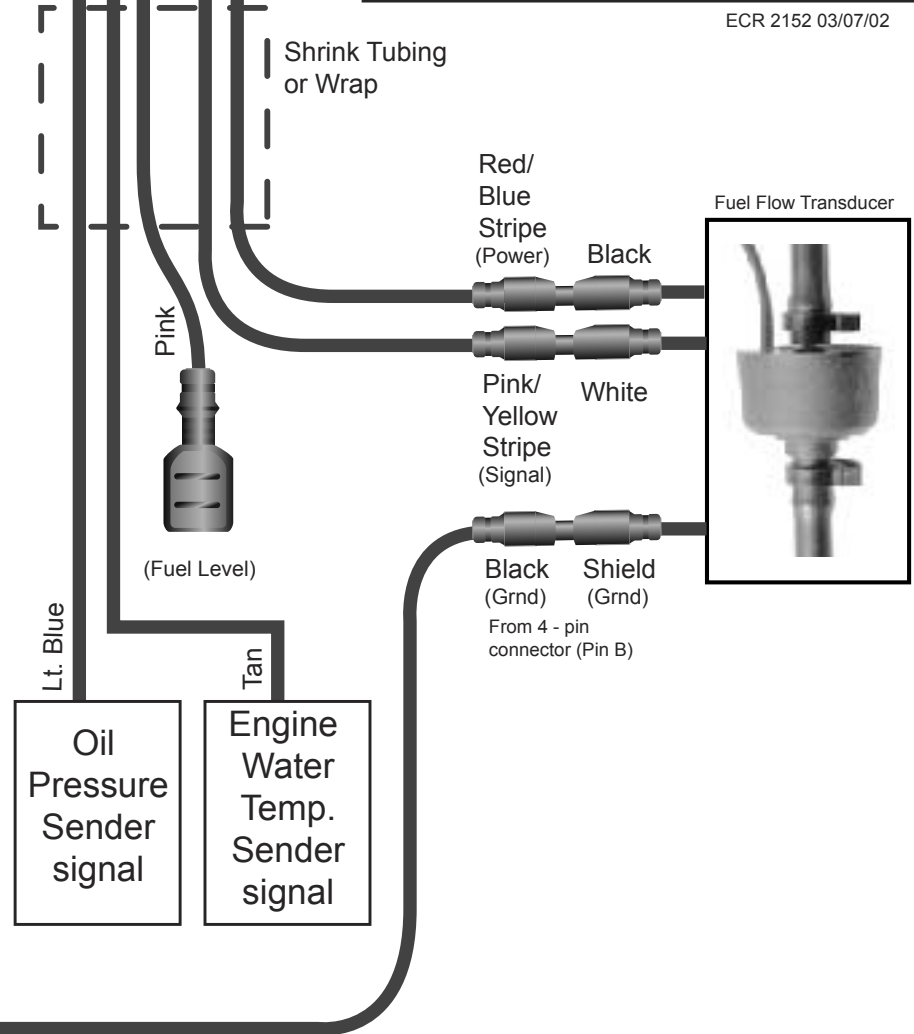 ECR 2152 03/07/02
Shrink Tubing
or Wrap
Red/
Blue
Stripe
(Power)
Black
Fuel Flow Transducer
Pink
Pink/
Yellow
Stripe
(Signal)
White
(Fuel Level)
Black
(Grnd)
Shield
(Grnd)
From 4 - pin
connector (Pin B)
Lt. Blue
Tan
Oil
Pressure
Sender
signal
Engine
Water
Temp.
Sender
signal